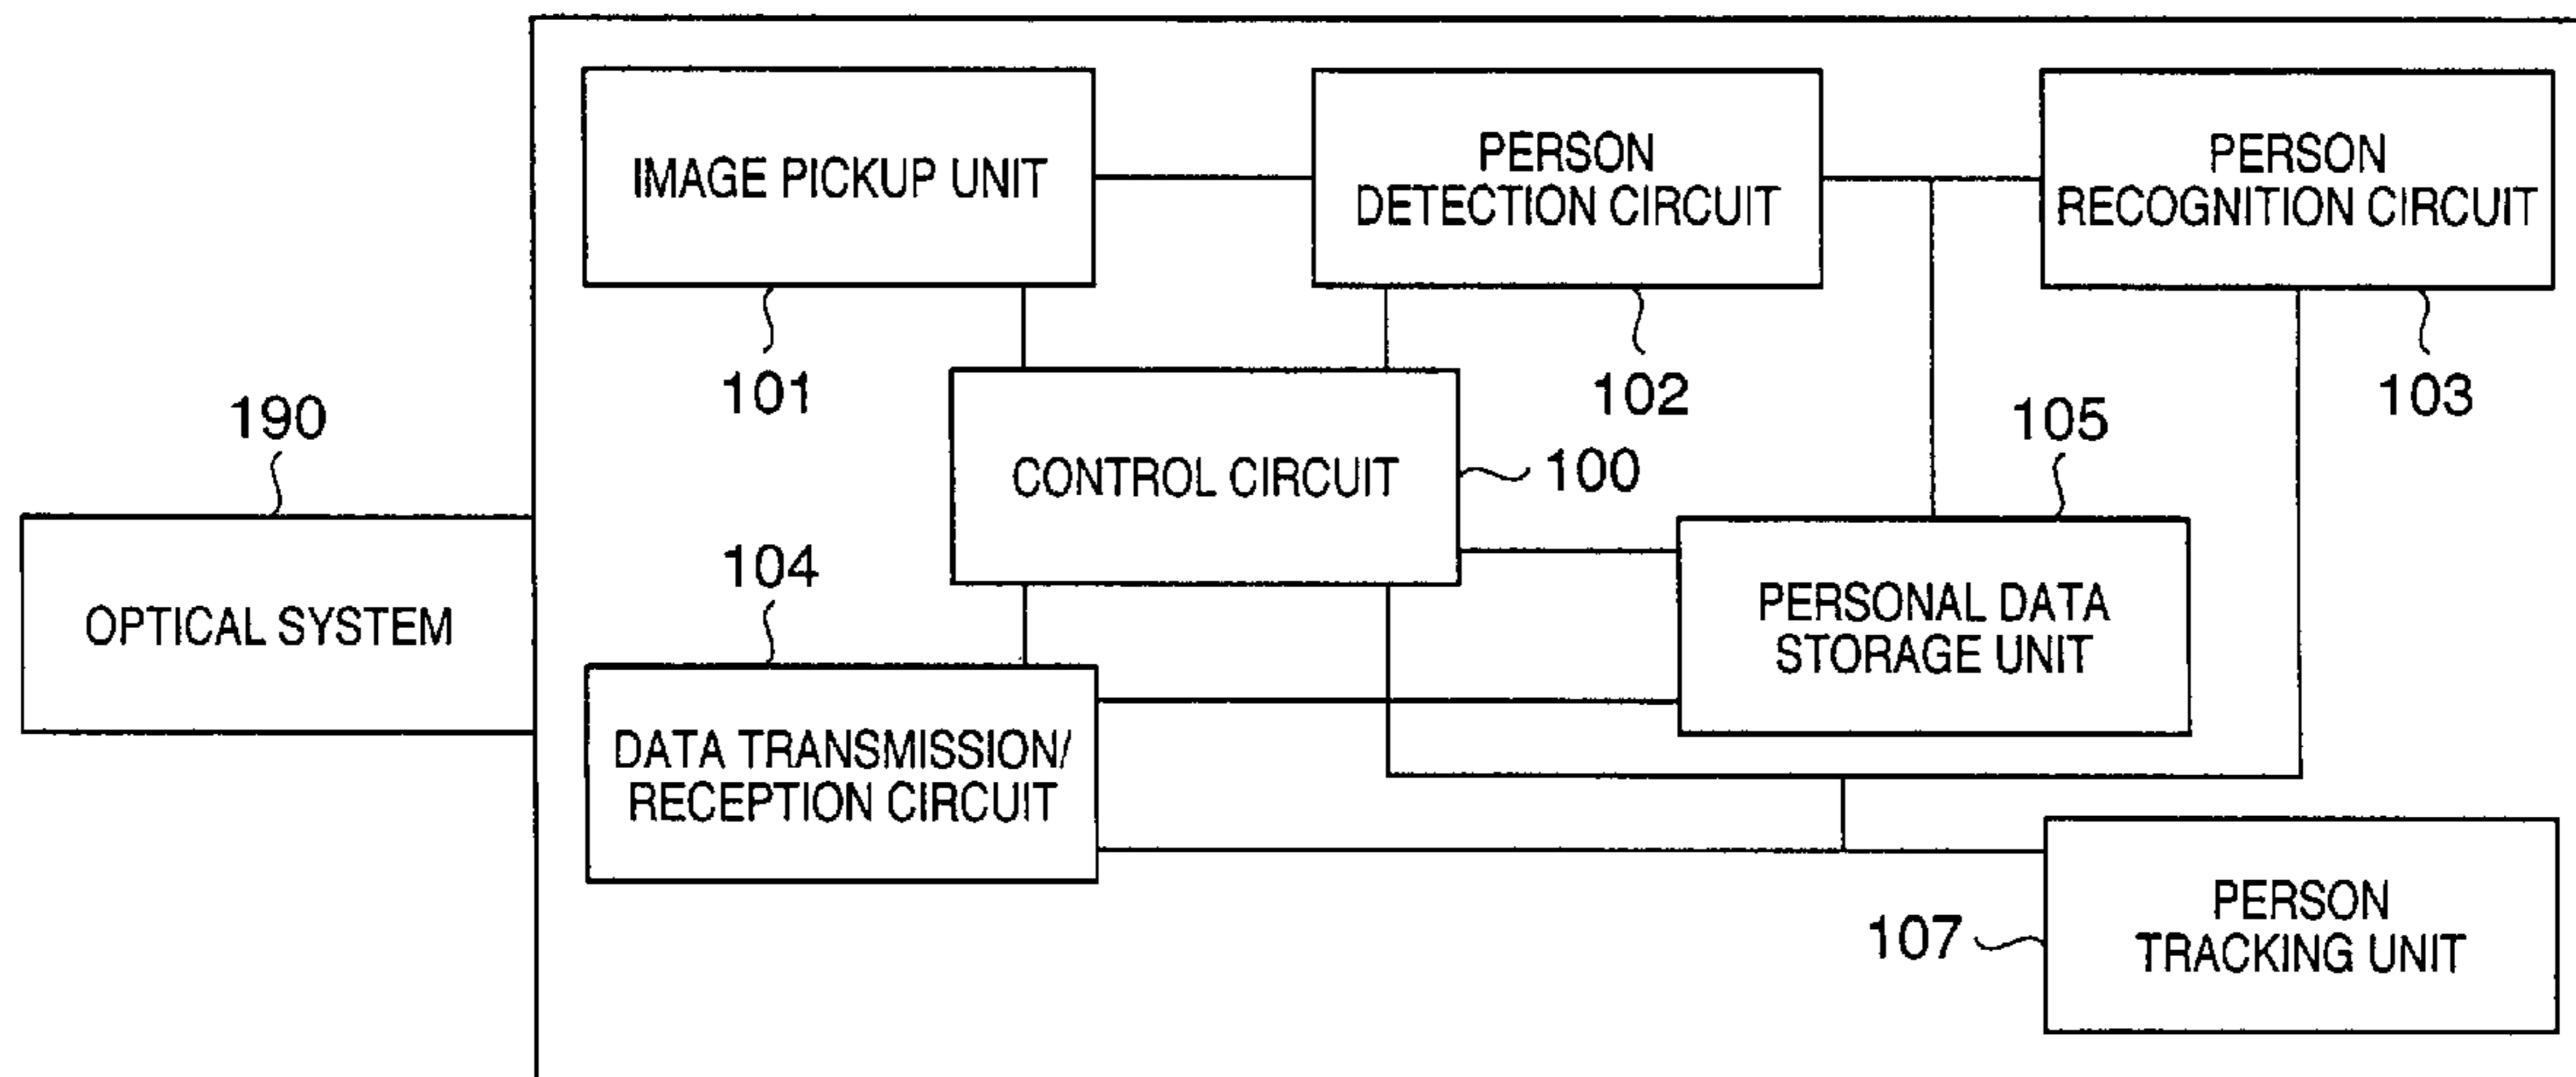 IMAGE PICKUP UNIT
101
PERSON
DETECTION CIRCUIT
102
PERSON
RECOGNITION CIRCUIT
103
190
OPTICAL SYSTEM
CONTROL CIRCUIT
100
105
PERSONAL DATA
STORAGE UNIT
104
DATA TRANSMISSION/
RECEPTION CIRCUIT
107
PERSON
TRACKING UNIT